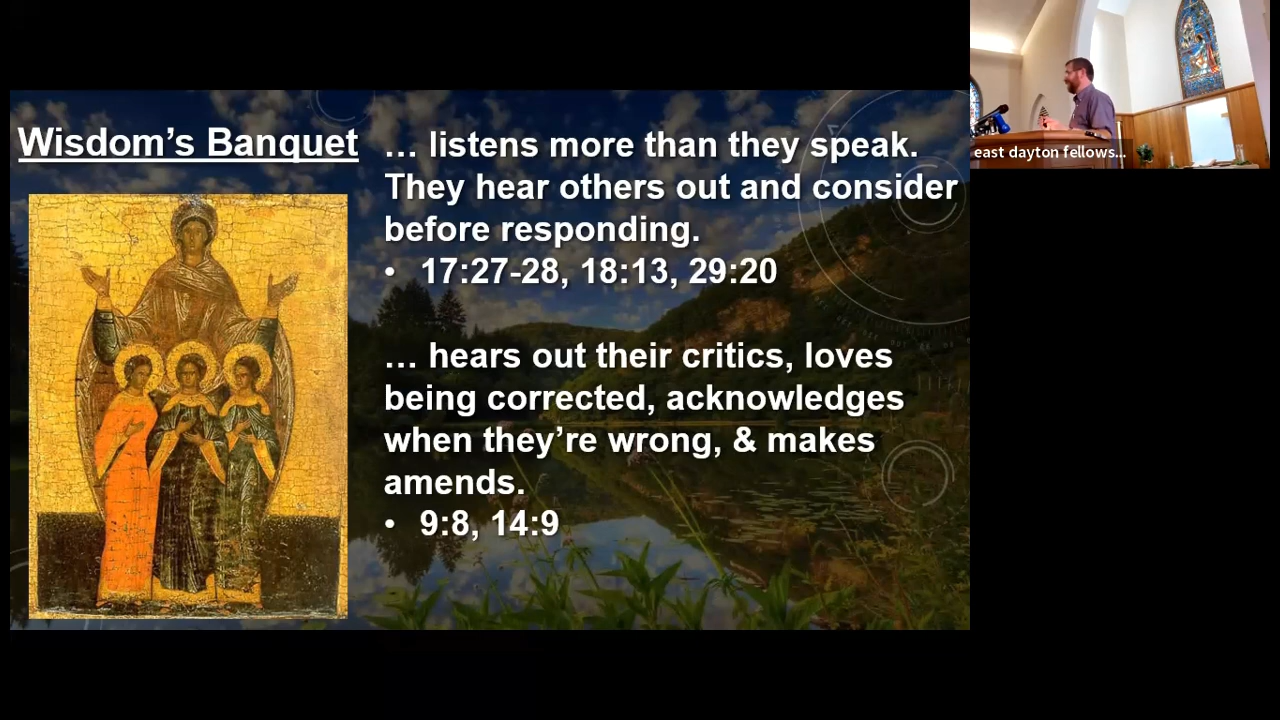 Wisdom’s Banquet
… listens more than they speak.
They hear others out and consider
before responding.
• 17:27-28, 18:13, 29:20
… hears out their critics, loves
being corrected, acknowledges
when they’re wrong, & makes
amends.
• 9:8, 14:9
east dayton fellows...